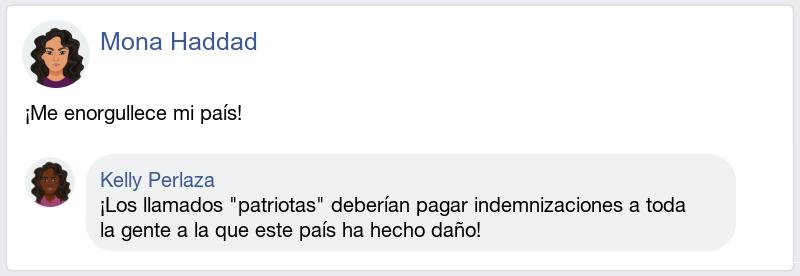 Mona Haddad
¡Me enorgullece mi país!
Kelly Perlaza
¡Los llamados "patriotas" deberían pagar indemnizaciones a toda
la gente a la que este país ha hecho daño!